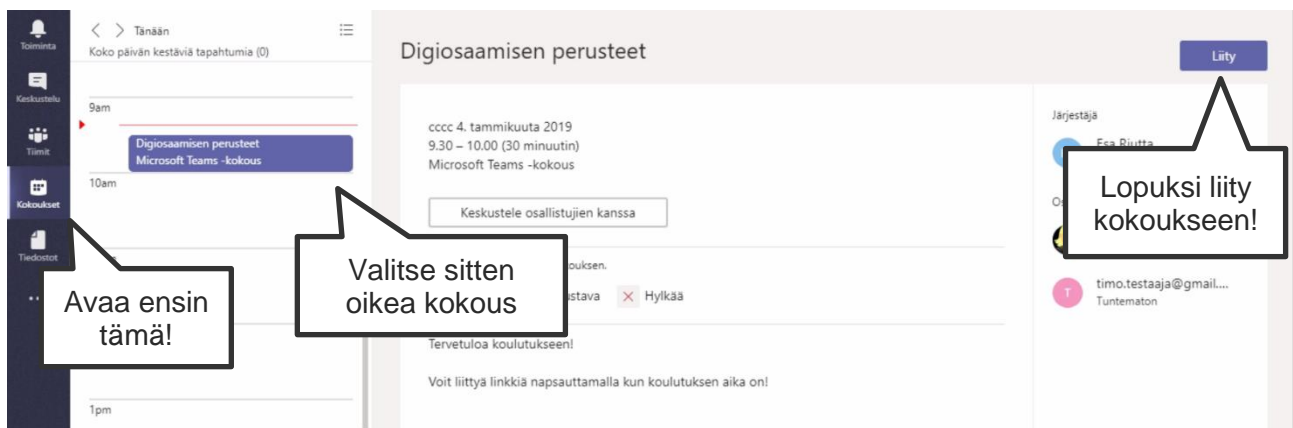 Toiminta
Keskustelu
Tiimit
Kokoukset
Tiedostot
Tänään
Koko päivän kestäviä tapahtumia (0)
9am
Digiosaamisen perusteet
Microsoft Teams -kokous
10am
1pm
Avaa ensin
tämä!
Valitse sitten
oikea kokous
Digiosaamisen perusteet
Liity
cccc 4. tammikuuta 2019
9.30 – 10.00 (30 minuutin)
Microsoft Teams -kokous
Keskustele osallistujien kanssa
Hylkää
Tervetuloa koulutukseen!
Voit liittyä linkkiä napsauttamalla kun koulutuksen aika on!
Järjestäjä
Esa Riutta
Lopuksi liity
kokoukseen!
T
timo.testaaja@gmail....
Tuntematon